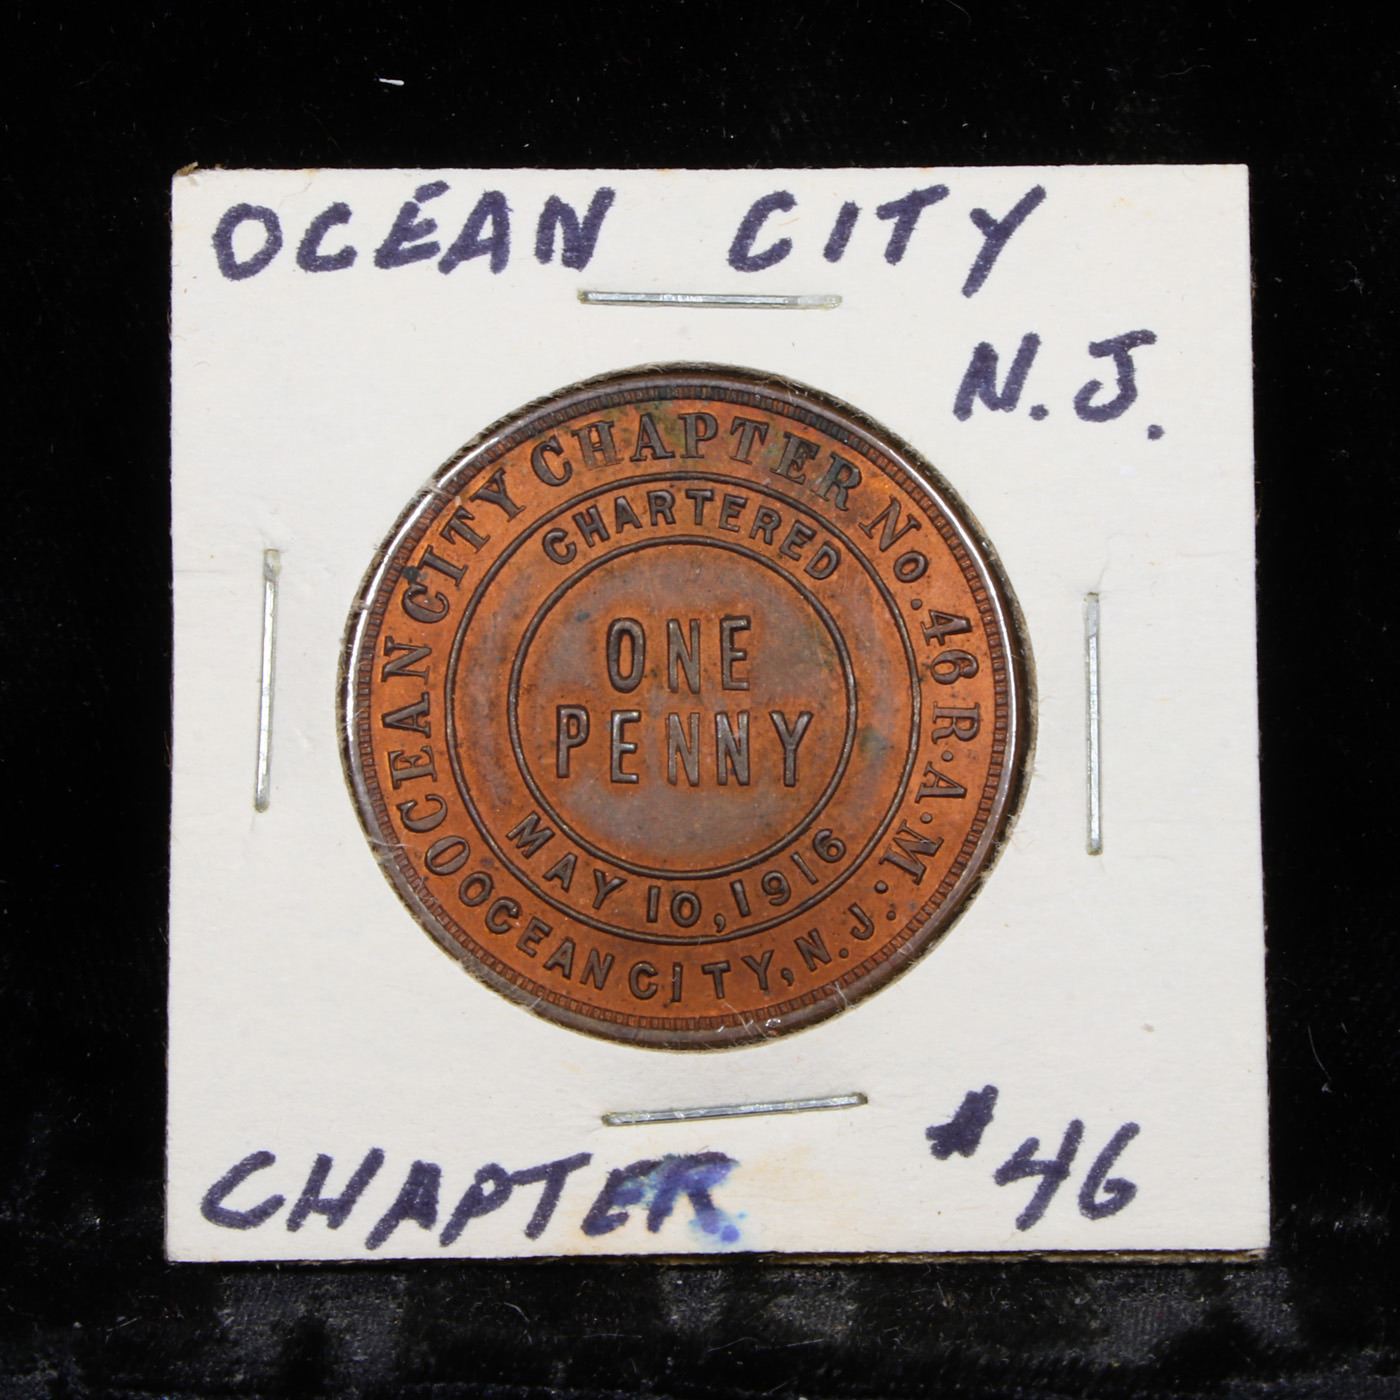 OCEAN CITY
N.J.
OCEAN CITY CHAPTER No. 46 R.A.M.
CHARTERED
ONE
PENNY
MAY 10, 1916
OCEAN CITY, N.J.
CHAPTER #46